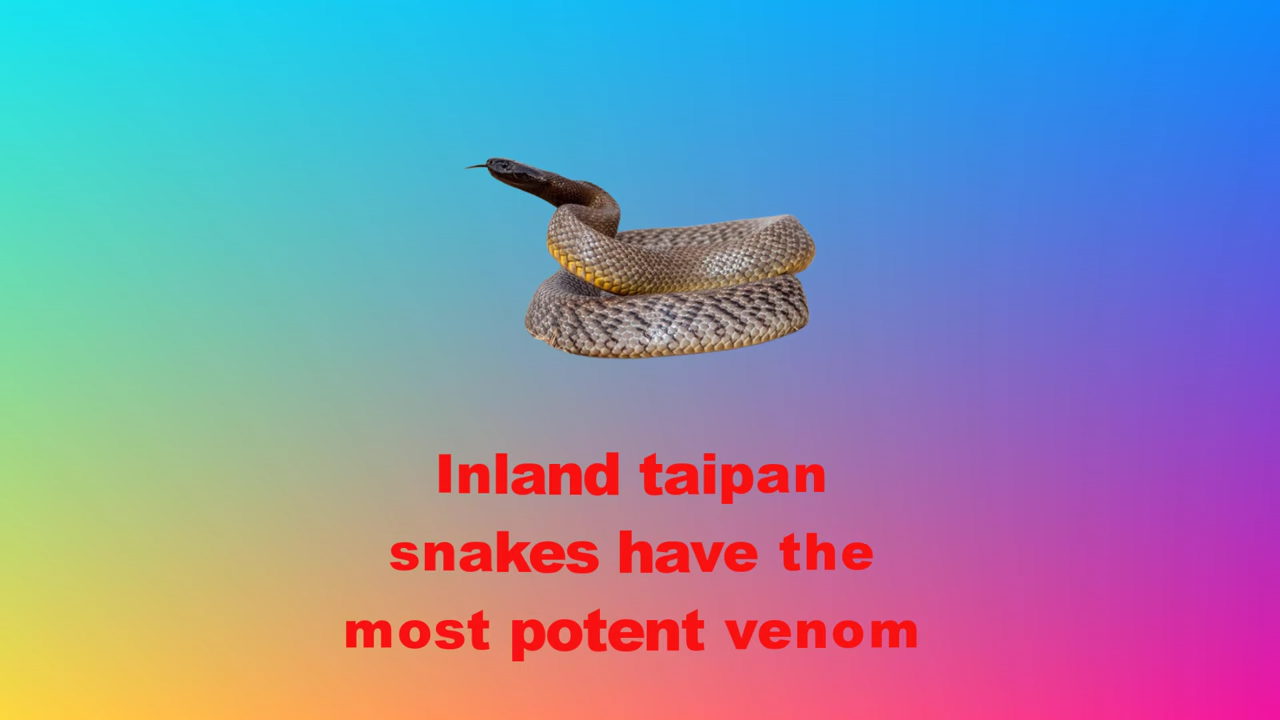 Inland taipan
snakes have the
most potent venom